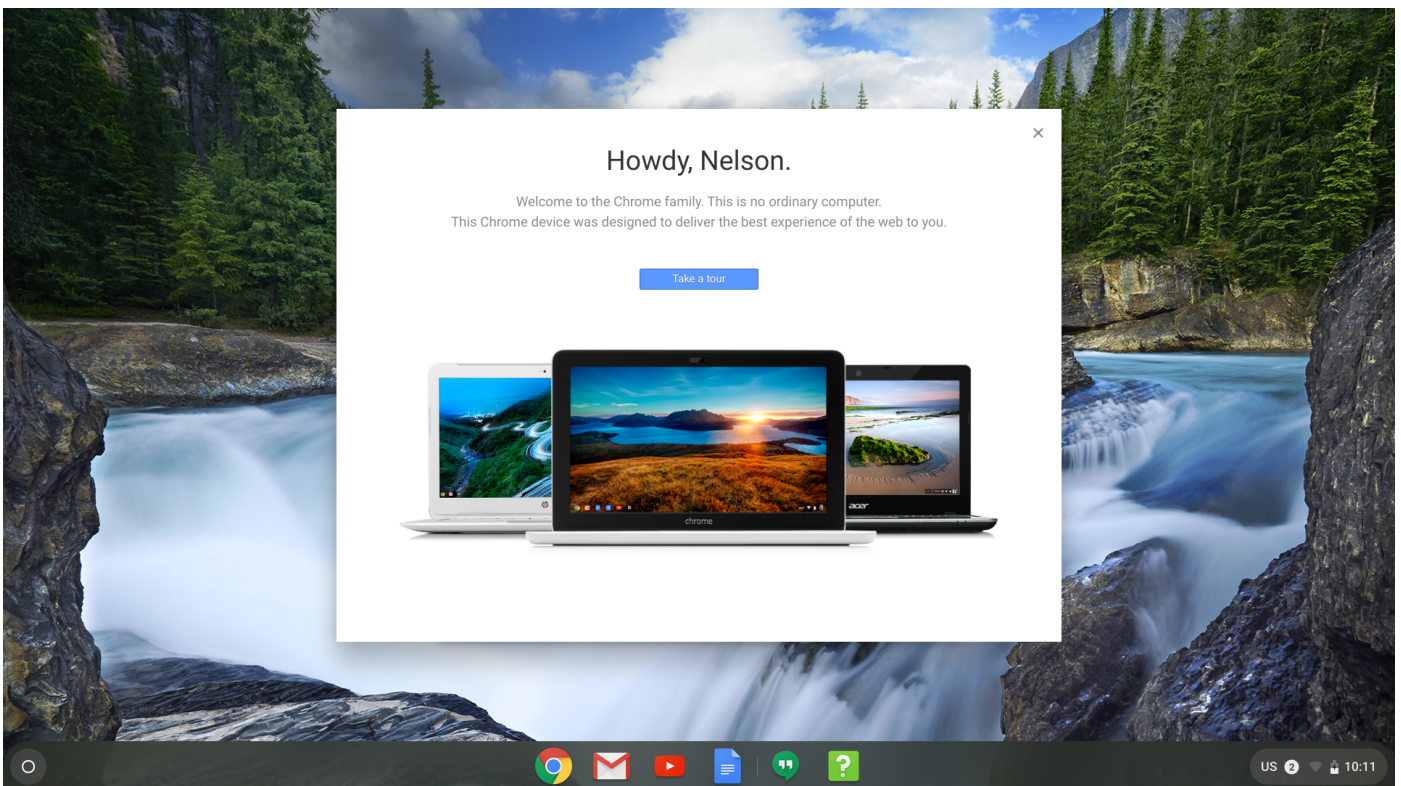 Howdy, Nelson.
Welcome to the Chrome family. This is no ordinary computer.
This Chrome device was designed to deliver the best experience of the web to you.
Take a tour
chrome
acer
US 2 10:11